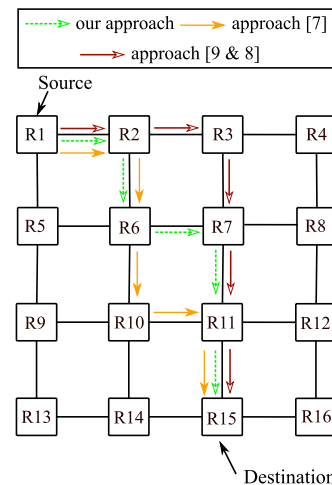 our approach approach [7]
approach [9 & 8]
Source
R1 R2 R3 R4
R5 R6 R7 R8
R9 R10 R11 R12
R13 R14 R15 R16
Destination